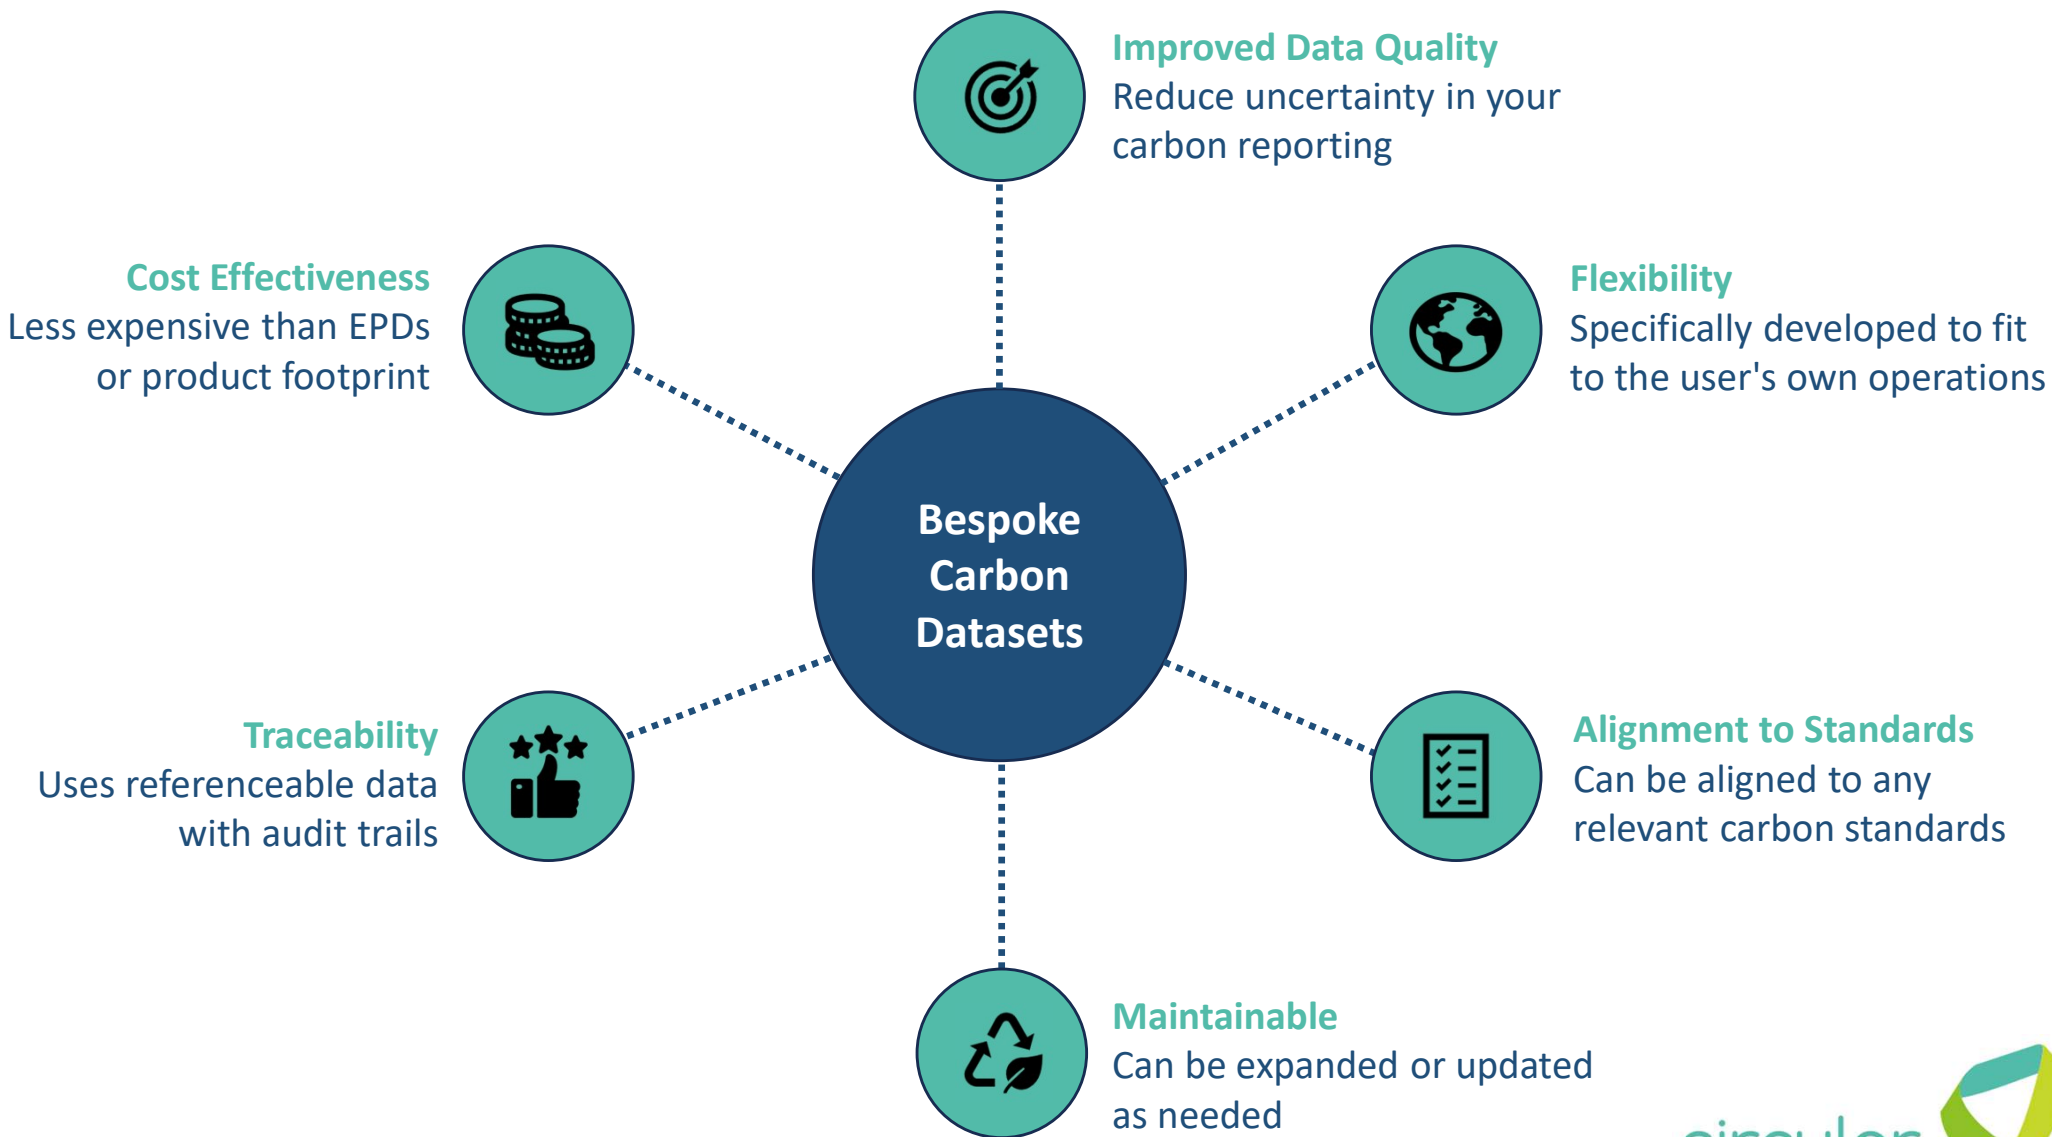 Improved Data Quality
Reduce uncertainty in your
carbon reporting
Cost Effectiveness
Less expensive than EPDs
or product footprint
Flexibility
Specifically developed to fit
to the user's own operations
Bespoke
Carbon
Datasets
Traceability
Uses referenceable data
with audit trails
Alignment to Standards
Can be aligned to any
relevant carbon standards
Maintainable
Can be expanded or updated
as needed
circular